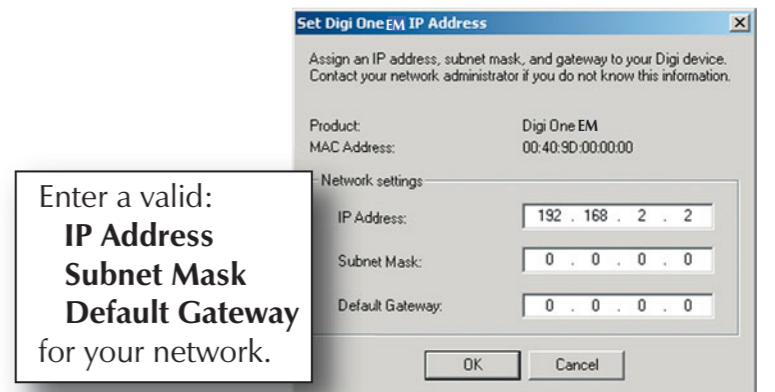 Set Digi One EM IP Address
Assign an IP address, subnet mask, and gateway to your Digi device.
Contact your network administrator if you do not know this information.
Product: Digi One EM
MAC Address: 00:40:9D:00:00:00
Network settings
IP Address: 192 . 168 . 2 . 2
Subnet Mask: 0 . 0 . 0 . 0
Default Gateway: 0 . 0 . 0 . 0
OK Cancel
Enter a valid:
IP Address
Subnet Mask
Default Gateway
for your network.